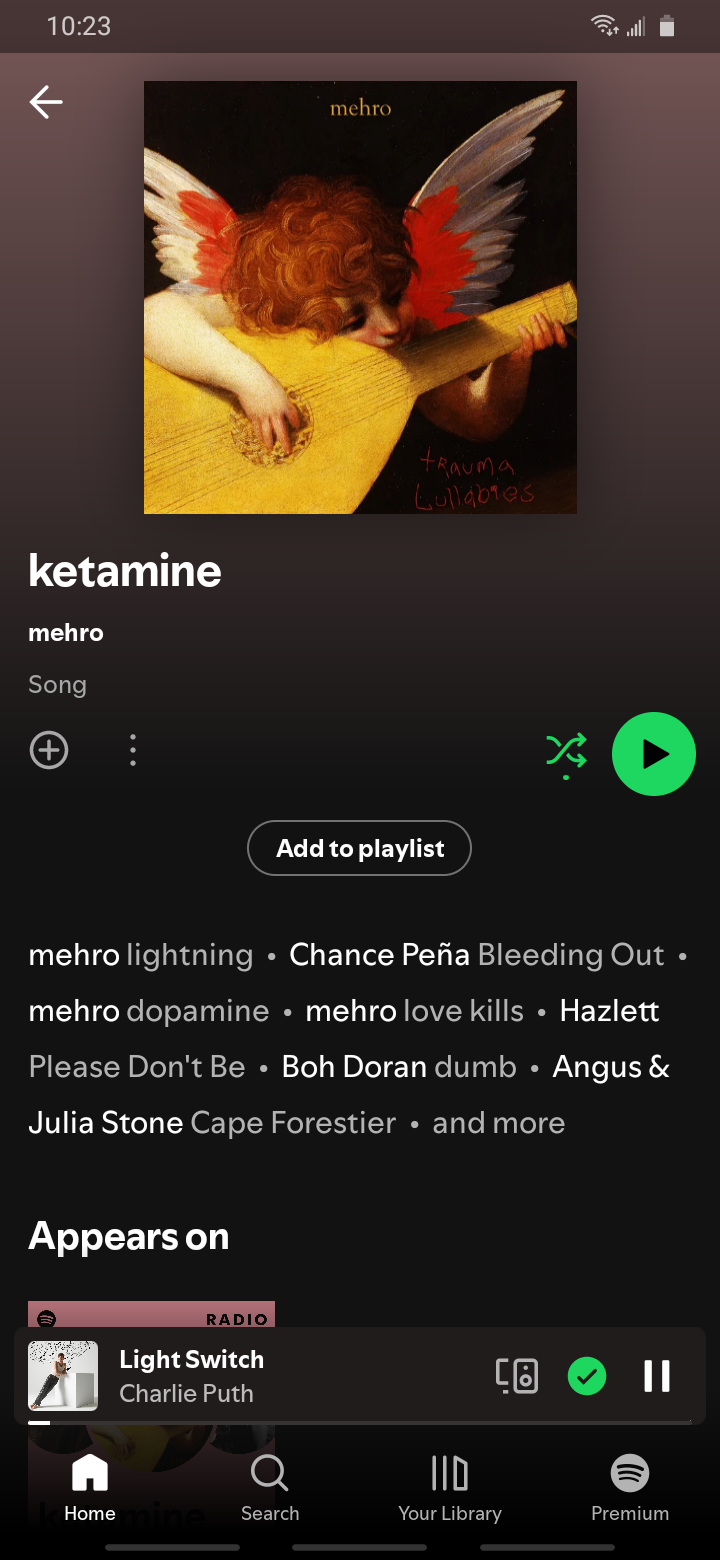 10:23
mehro
trauma
Lullabies
ketamine
mehro
Song
Add to playlist
mehro lightning • Chance Peña Bleeding Out •
mehro dopamine • mehro love kills • Hazlett
Please Don't Be • Boh Doran dumb • Angus &
Julia Stone Cape Forestier • and more
Appears on
RADIO
Light Switch
Charlie Puth
ketamine
Home
Search
Your Library
Premium